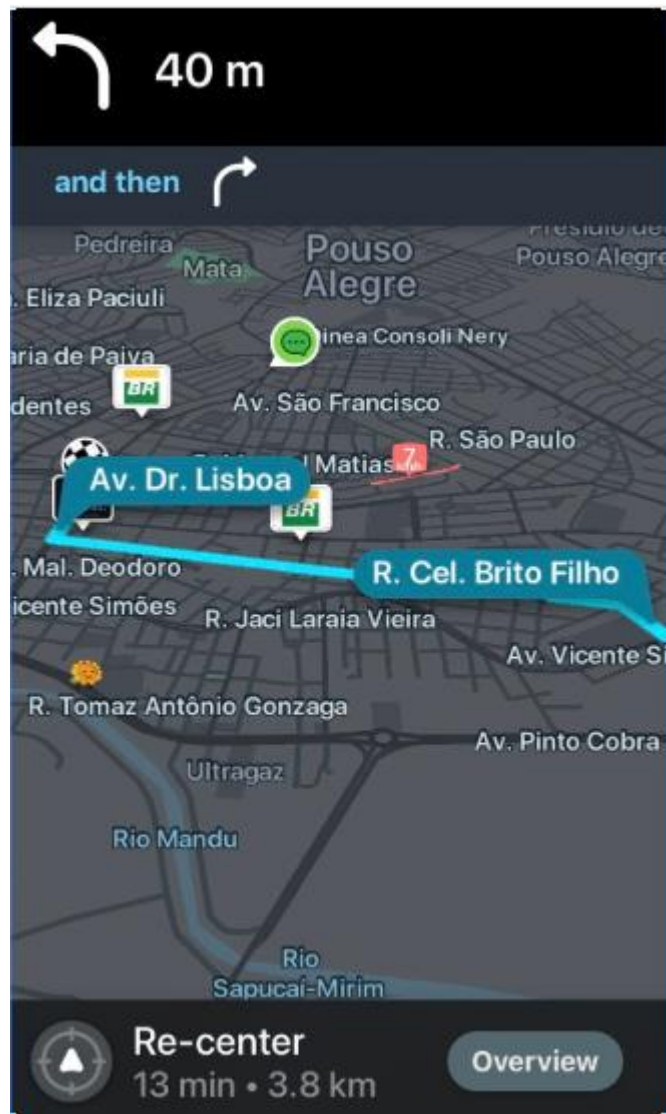 40 m
and then
Pedreira
Mata
Pouso
Alegre
Presídio de
Pouso Alegre
. Eliza Paciuli
inea Consoli Nery
aria de Paiva
BR
dentes
Av. São Francisco
R. São Paulo
Matias
7
Av. Dr. Lisboa
BR
. Mal. Deodoro
R. Cel. Brito Filho
icente Simões
R. Jaci Laraia Vieira
Av. Vicente Si
R. Tomaz Antônio Gonzaga
Av. Pinto Cobra
Ultragaz
Rio Mandu
Rio
Sapucaí-Mirim
Re-center
13 min • 3.8 km
Overview